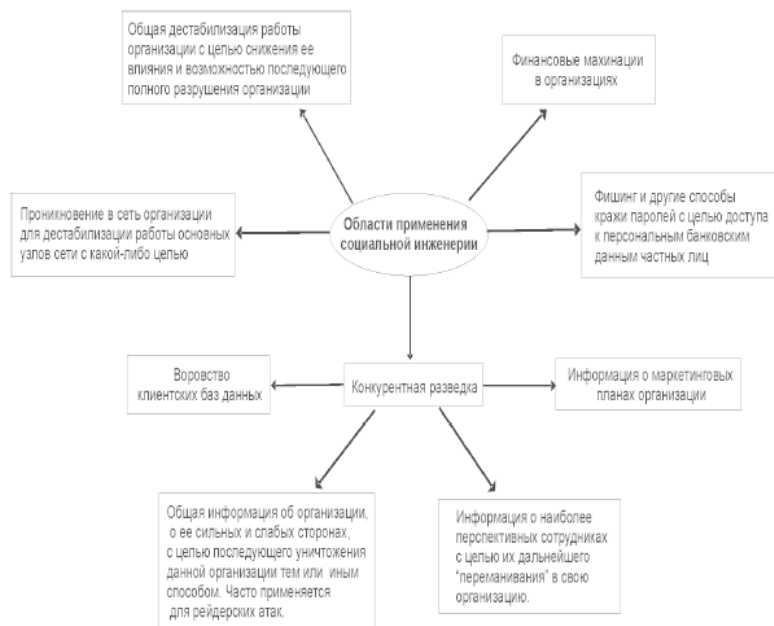 Общая дестабилизация работы
организации с целью снижения ее
влияния и возможностью последующего
полного разрушения организации
Финансовые махинации
в организациях
Проникновение в сеть организации
для дестабилизации работы основных
узлов сети с какой-либо целью
Области применения
социальной инженерии
Фишинг и другие способы
кражи паролей с целью доступа
к персональным банковским
данным частных лиц
Воровство
клиентских баз данных
Конкурентная разведка
Информация о маркетинговых
планах организации
Общая информация об организации,
о ее сильных и слабых сторонах,
с целью последующего уничтожения
данной организации тем или иным
способом. Часто применяется
для рейдерских атак.
Информация о наиболее
перспективных сотрудниках
с целью их дальнейшего
"переманивания" в свою
организацию.